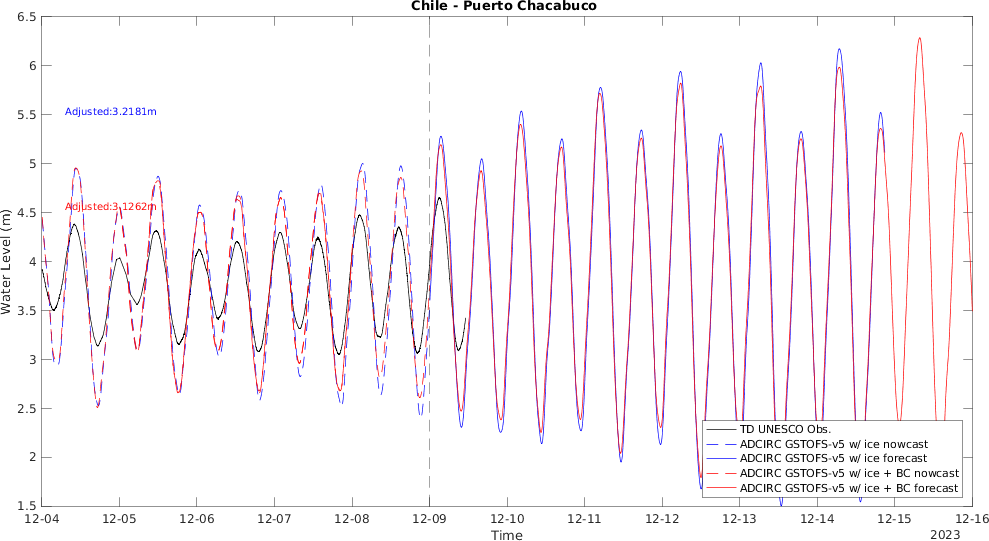 Chile - Puerto Chacabuco
6.5
6
5.5
5
4.5
4
3.5
3
2.5
2
1.5
Water Level (m)
Adjusted:3.2181m
Adjusted:3.1262m
TD UNESCO Obs.
ADCIRC GSTOFS-v5 w/ ice nowcast
ADCIRC GSTOFS-v5 w/ ice forecast
ADCIRC GSTOFS-v5 w/ ice + BC nowcast
ADCIRC GSTOFS-v5 w/ ice + BC forecast
12-04 12-05 12-06 12-07 12-08 12-09 12-10 12-11 12-12 12-13 12-14 12-15 12-16
Time
2023